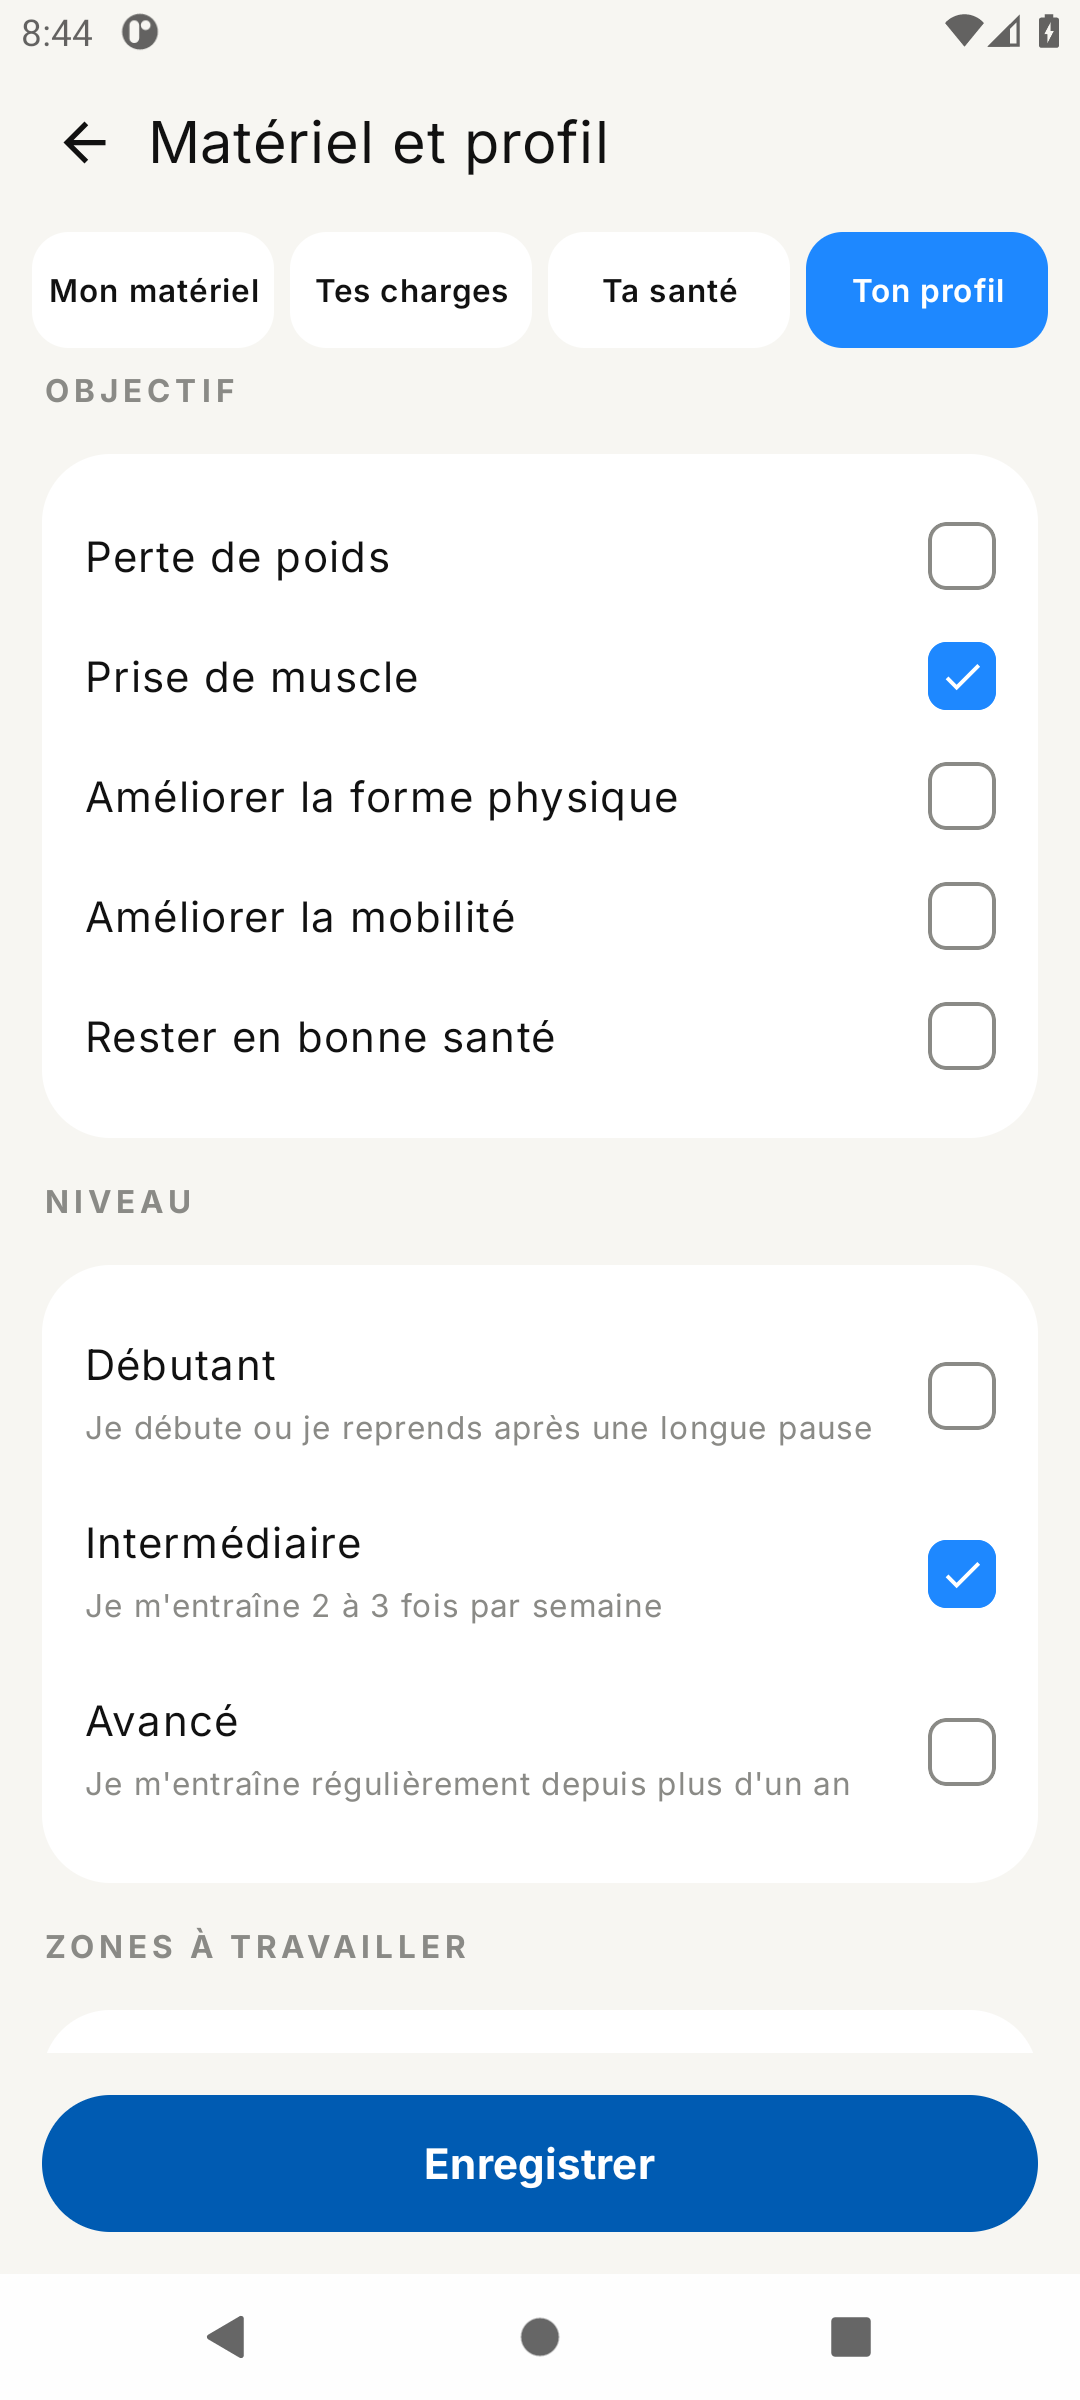 8:44
Matériel et profil
Mon matériel
Tes charges
Ta santé
Ton profil
OBJECTIF
Perte de poids
Prise de muscle
Améliorer la forme physique
Améliorer la mobilité
Rester en bonne santé
NIVEAU
Débutant
Je débute ou je reprends après une longue pause
Intermédiaire
Je m'entraîne 2 à 3 fois par semaine
Avancé
Je m'entraîne régulièrement depuis plus d'un an
ZONES À TRAVAILLER
Enregistrer